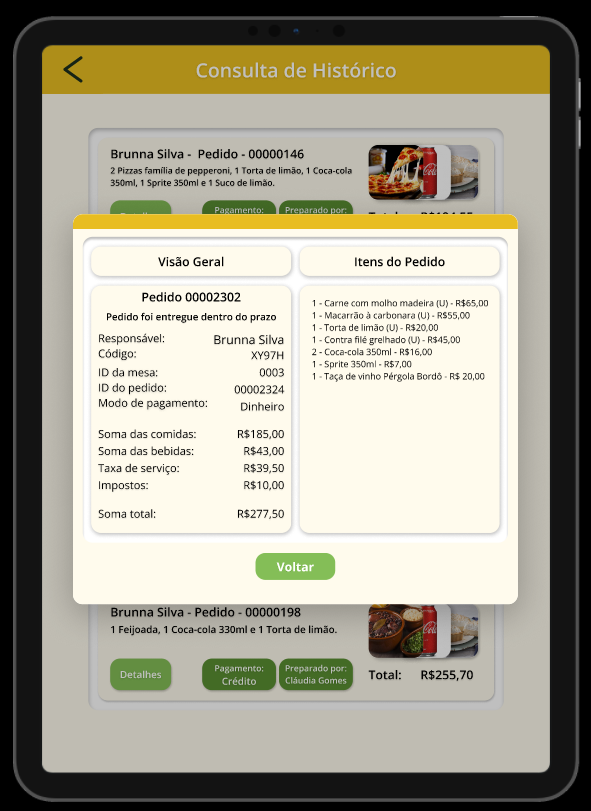 Consulta de Histórico
Brunna Silva - Pedido - 00000146
2 Pizzas família de pepperoni, 1 Torta de limão, 1 Coca-cola
350ml, 1 Sprite 350ml e 1 Suco de limão.
Pagamento:
Preparado por:
Visão Geral
Itens do Pedido
Pedido 00002302
Pedido foi entregue dentro do prazo
Responsável: Brunna Silva
Código: XY97H
ID da mesa: 0003
ID do pedido: 00002324
Modo de pagamento: Dinheiro
Soma das comidas: R$185,00
Soma das bebidas: R$43,00
Taxa de serviço: R$39,50
Impostos: R$10,00
Soma total: R$277,50
1 - Carne com molho madeira (U) - R$65,00
1 - Macarrão à carbonara (U) - R$55,00
1 - Torta de limão (U) - R$20,00
1 - Contra filé grelhado (U) - R$45,00
2 - Coca-cola 350ml - R$16,00
1 - Sprite 350ml - R$7,00
1 - Taça de vinho Pérgola Bordô - R$ 20,00
Voltar
Brunna Silva - Pedido - 00000198
1 Feijoada, 1 Coca-cola 330ml e 1 Torta de limão.
Detalhes
Pagamento:
Crédito
Preparado por:
Cláudia Gomes
Total: R$255,70